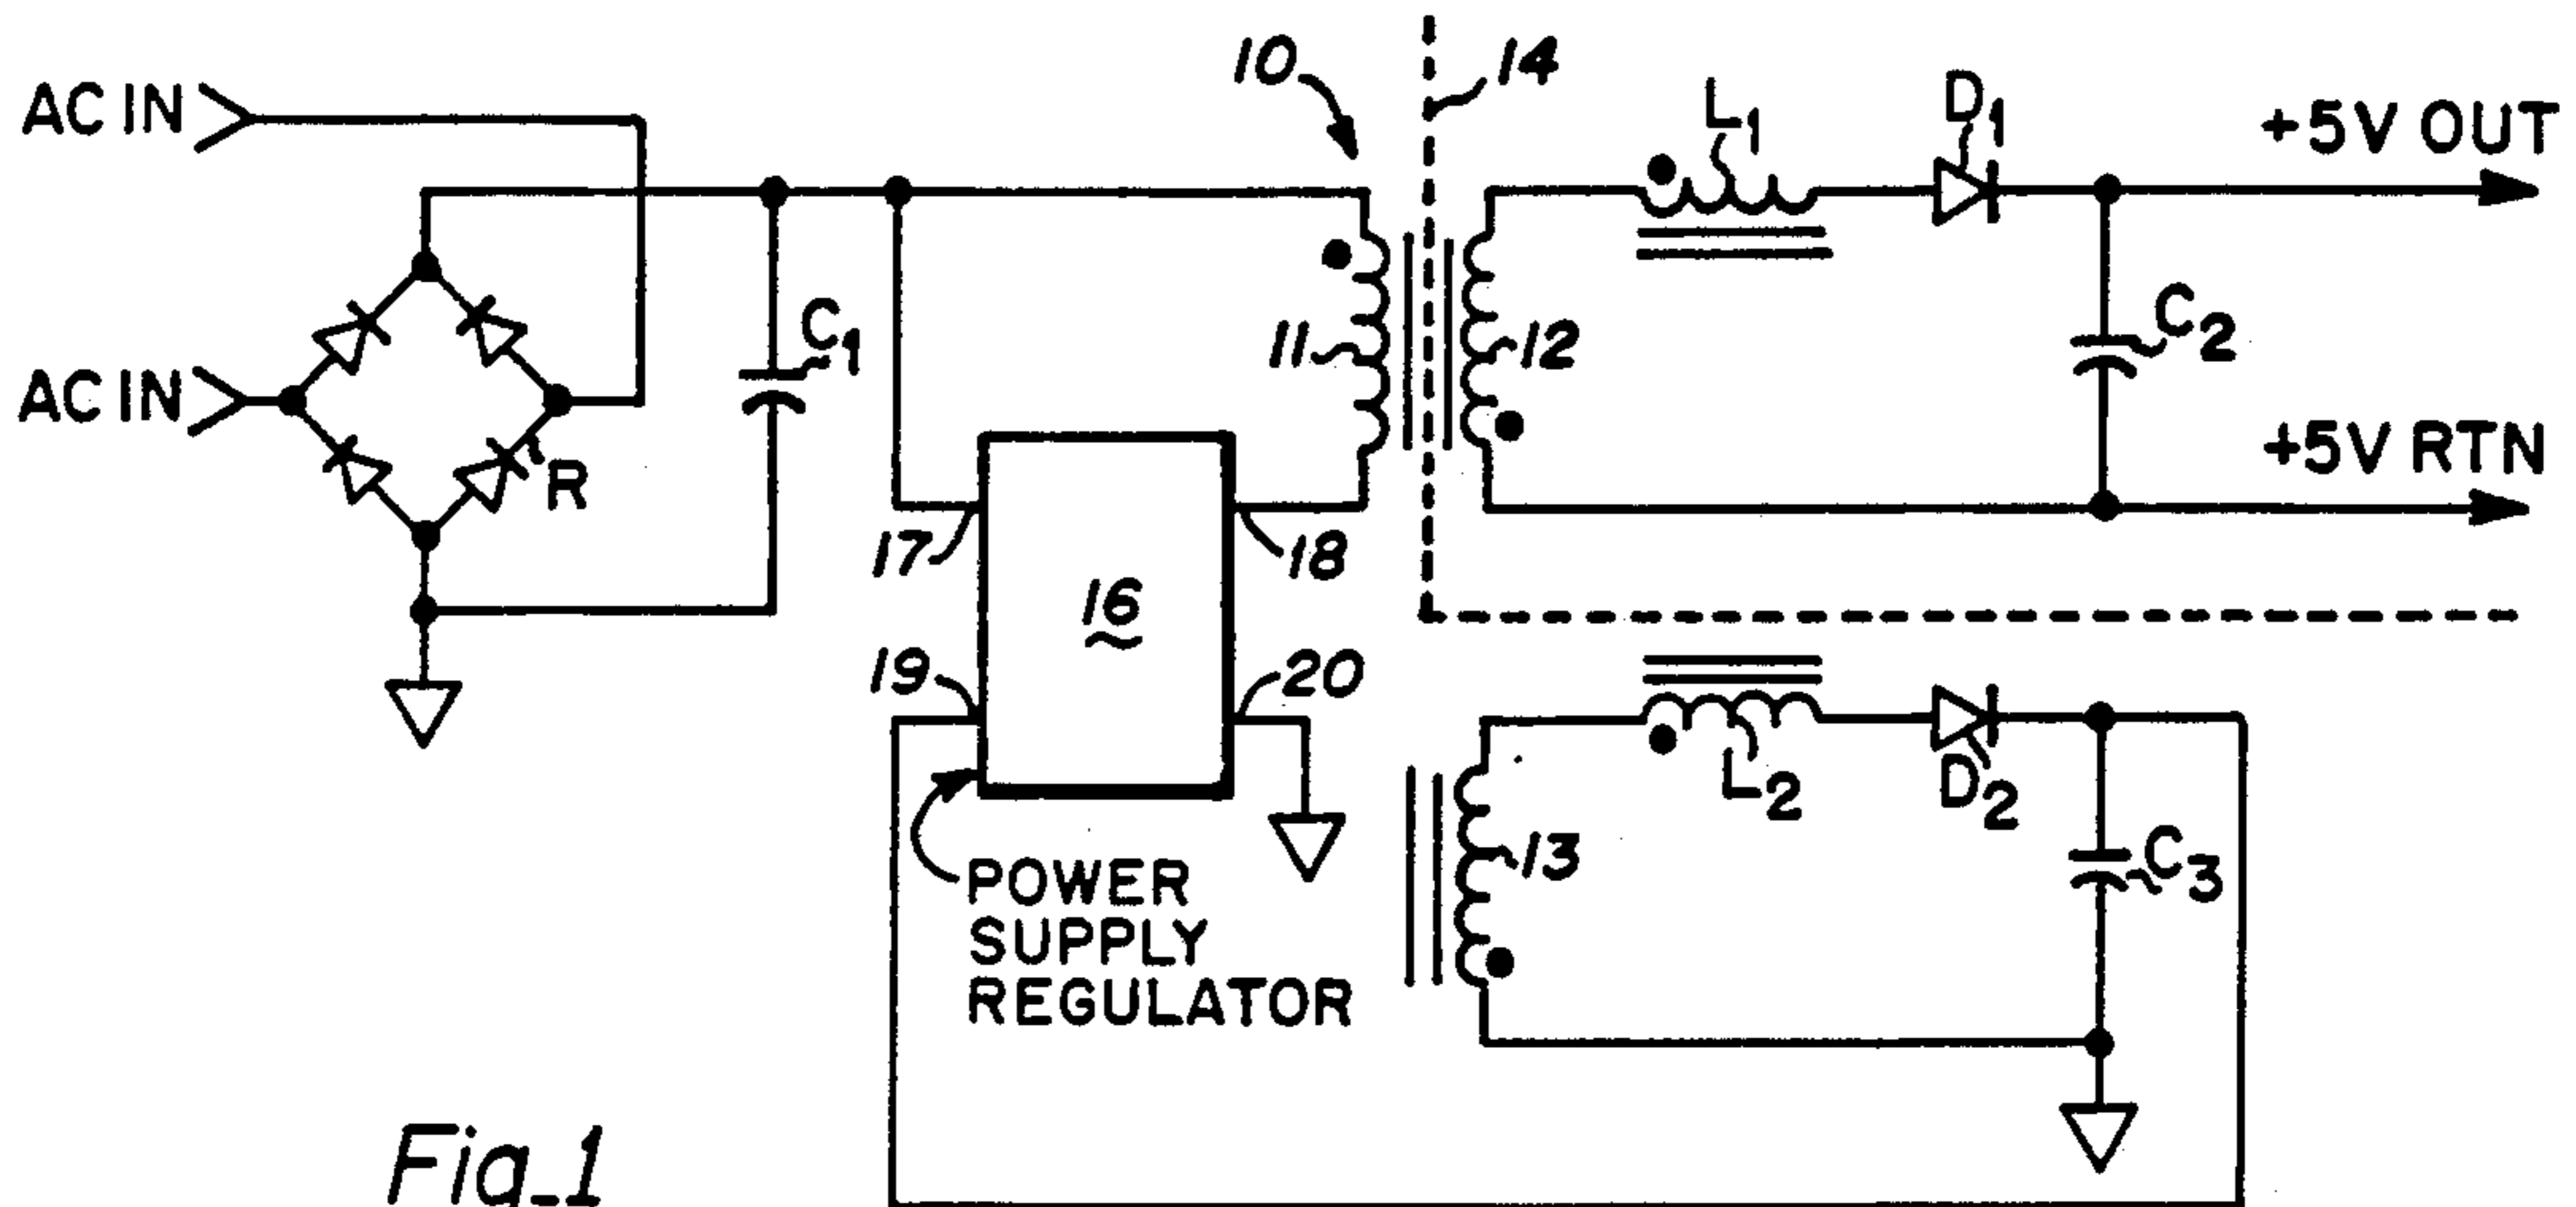 10
14
AC IN
L1
D1
+5V OUT
C1
11
12
C2
AC IN
R
+5V RTN
17
18
16
19
20
L2
D2
13
C3
POWER
SUPPLY
REGULATOR
Fig_1